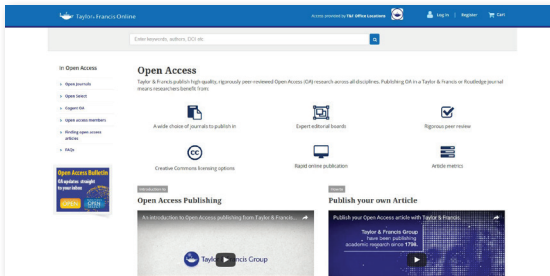 Taylor & Francis Online
Access provided by T&F Office Locations
Log in | Register
Cart
Enter keywords, authors, DOI etc.
In Open Access
Open Journals
Open Select
Cogent OA
Open access members
Finding open access
articles
FAQs
Open Access Bulletin
OA updates straight
to your inbox
OPEN
OPEN
Open Access
Taylor & Francis publish high quality, rigorously peer-reviewed Open Access (OA) research across all disciplines. Publishing OA in a Taylor & Francis or Routledge journal
means researchers benefit from:
A wide choice of journals to publish in
Expert editorial boards
Rigorous peer review
cc
Creative Commons licensing options
Rapid online publication
Article metrics
Open Access Publishing
An introduction to Open Access publishing from Taylor & Francis...
Taylor & Francis Group
Publish your own Article
Publish your Open Access article with Taylor & Francis
Taylor & Francis Group
have been publishing
academic research since 1798.